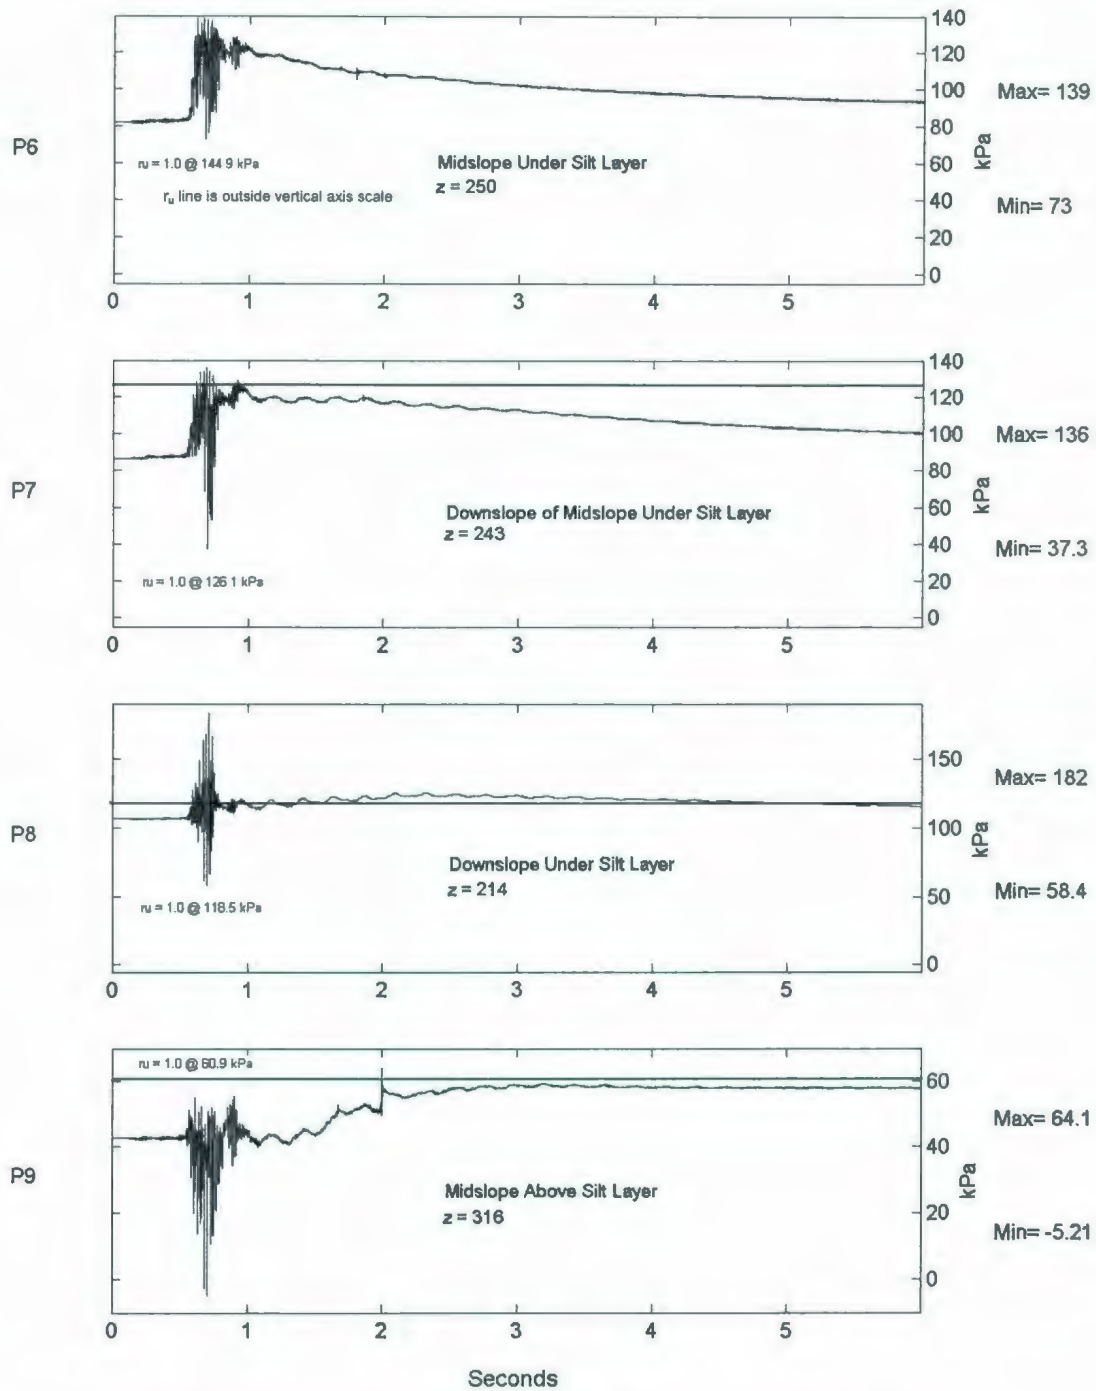 140
120
100
80
60
40
20
0
kPa
Max= 139
Min= 73
P6
ru = 1.0 @ 144.9 kPa
ru line is outside vertical axis scale
Midslope Under Silt Layer
z = 250
0 1 2 3 4 5
140
120
100
80
60
40
20
0
kPa
Max= 136
Min= 37.3
P7
Downslope of Midslope Under Silt Layer
z = 243
ru = 1.0 @ 126.1 kPa
0 1 2 3 4 5
150
100
50
0
kPa
Max= 182
Min= 58.4
P8
Downslope Under Silt Layer
z = 214
ru = 1.0 @ 118.5 kPa
0 1 2 3 4 5
ru = 1.0 @ 60.9 kPa
60
40
20
0
kPa
Max= 64.1
Min= -5.21
P9
Midslope Above Silt Layer
z = 316
0 1 2 3 4 5
Seconds